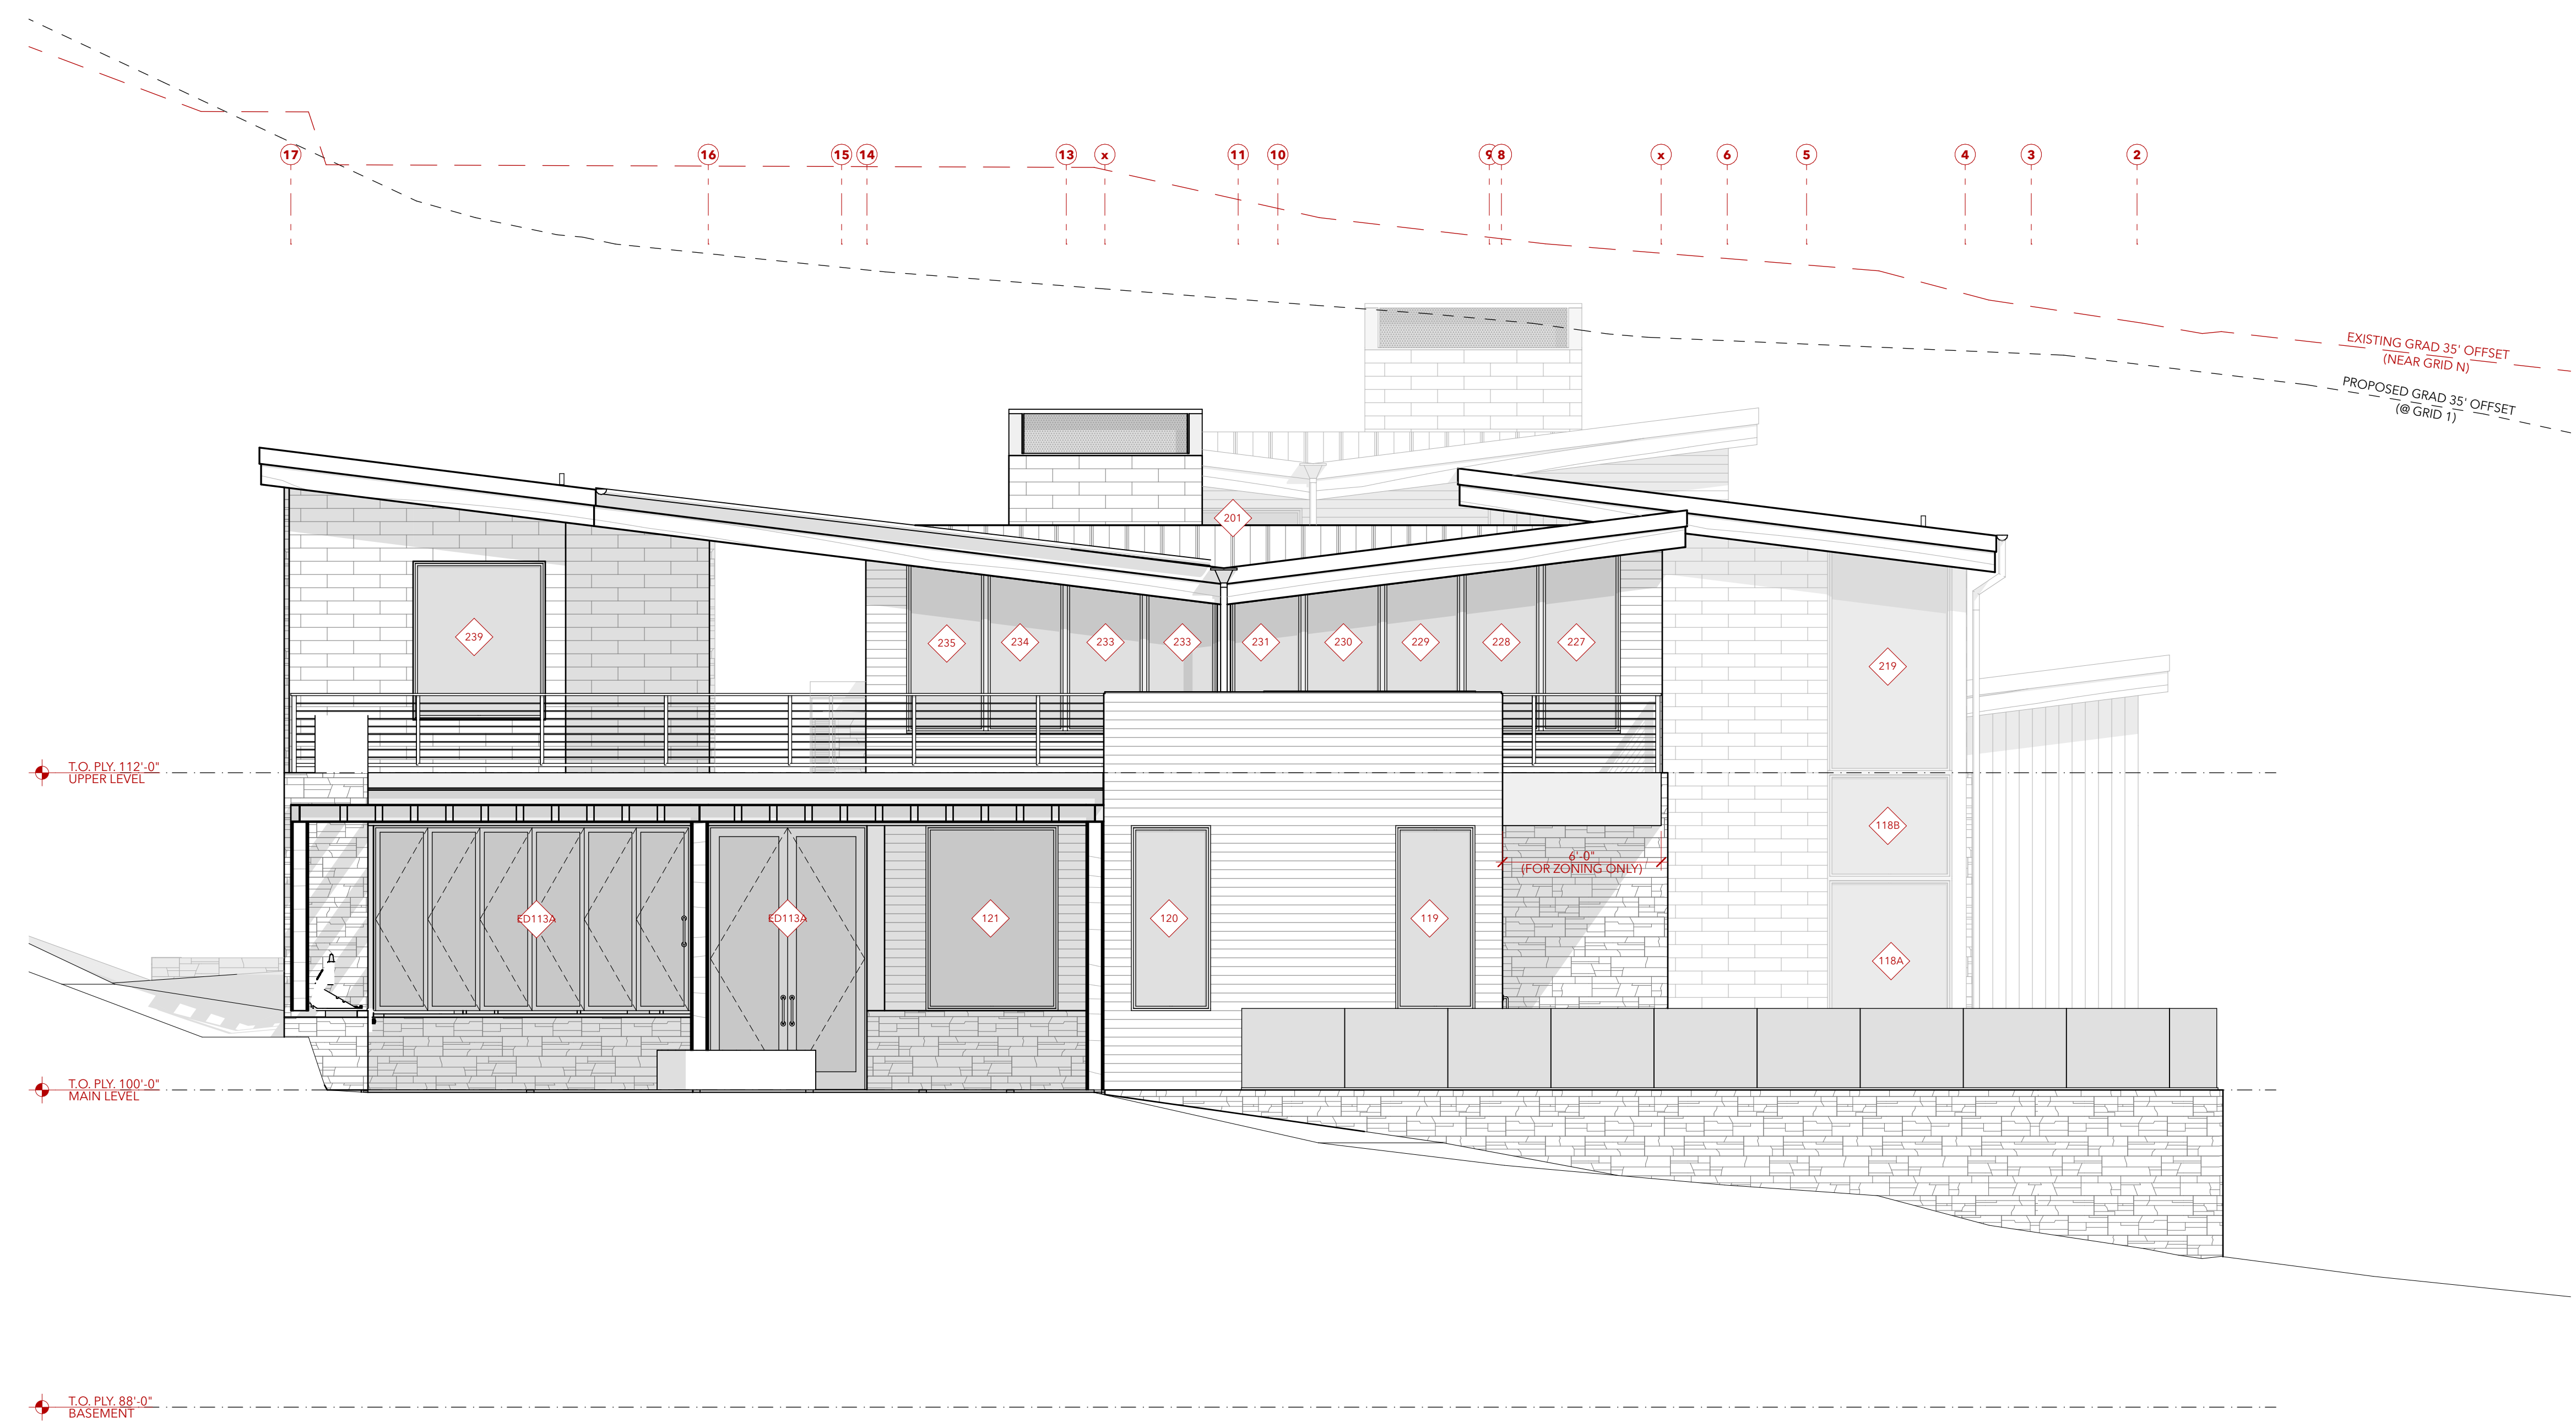 17
16
15
14
13
x
11
10
9
8
x
6
5
4
3
2
EXISTING GRAD 35' OFFSET
(NEAR GRID N)
PROPOSED GRAD 35' OFFSET
(@ GRID 1)
201
239
235
234
233
233
231
230
229
228
227
219
T.O. PLY. 112'-0"
UPPER LEVEL
118B
6'-0"
(FOR ZONING ONLY)
ED113A
ED113A
121
120
119
118A
T.O. PLY. 100'-0"
MAIN LEVEL
T.O. PLY. 88'-0"
BASEMENT